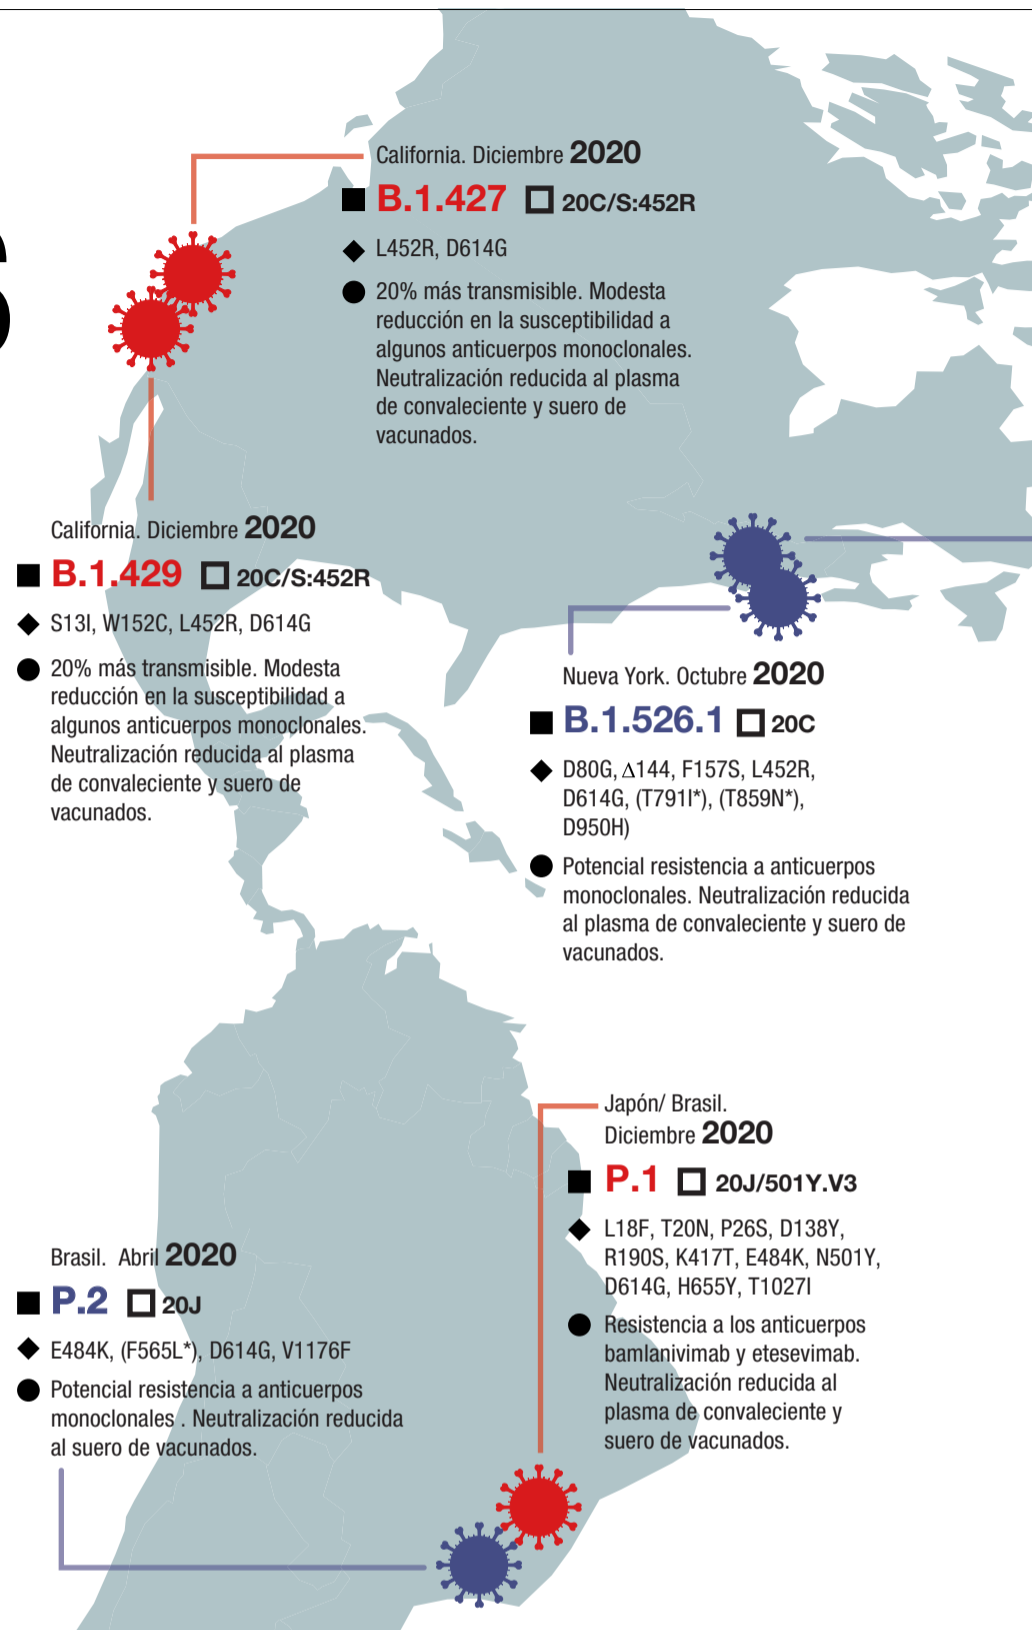 S
California. Diciembre 2020
B.1.427 20C/S:452R
L452R, D614G
20% más transmisible. Modesta
reducción en la susceptibilidad a
algunos anticuerpos monoclonales.
Neutralización reducida al plasma
de convaleciente y suero de
vacunados.
California. Diciembre 2020
B.1.429 20C/S:452R
S13I, W152C, L452R, D614G
20% más transmisible. Modesta
reducción en la susceptibilidad a
algunos anticuerpos monoclonales.
Neutralización reducida al plasma
de convaleciente y suero de
vacunados.
Nueva York. Octubre 2020
B.1.526.1 20C
D80G, Δ144, F157S, L452R,
D614G, (T791I*), (T859N*),
D950H)
Potencial resistencia a anticuerpos
monoclonales. Neutralización reducida
al plasma de convaleciente y suero de
vacunados.
Japón/ Brasil.
Diciembre 2020
P.1 20J/501Y.V3
L18F, T20N, P26S, D138Y,
R190S, K417T, E484K, N501Y,
D614G, H655Y, T1027I
Resistencia a los anticuerpos
bamlanivimab y etesevimab.
Neutralización reducida al
plasma de convaleciente y
suero de vacunados.
Brasil. Abril 2020
P.2 20J
E484K, (F565L*), D614G, V1176F
Potencial resistencia a anticuerpos
monoclonales . Neutralización reducida
al suero de vacunados.